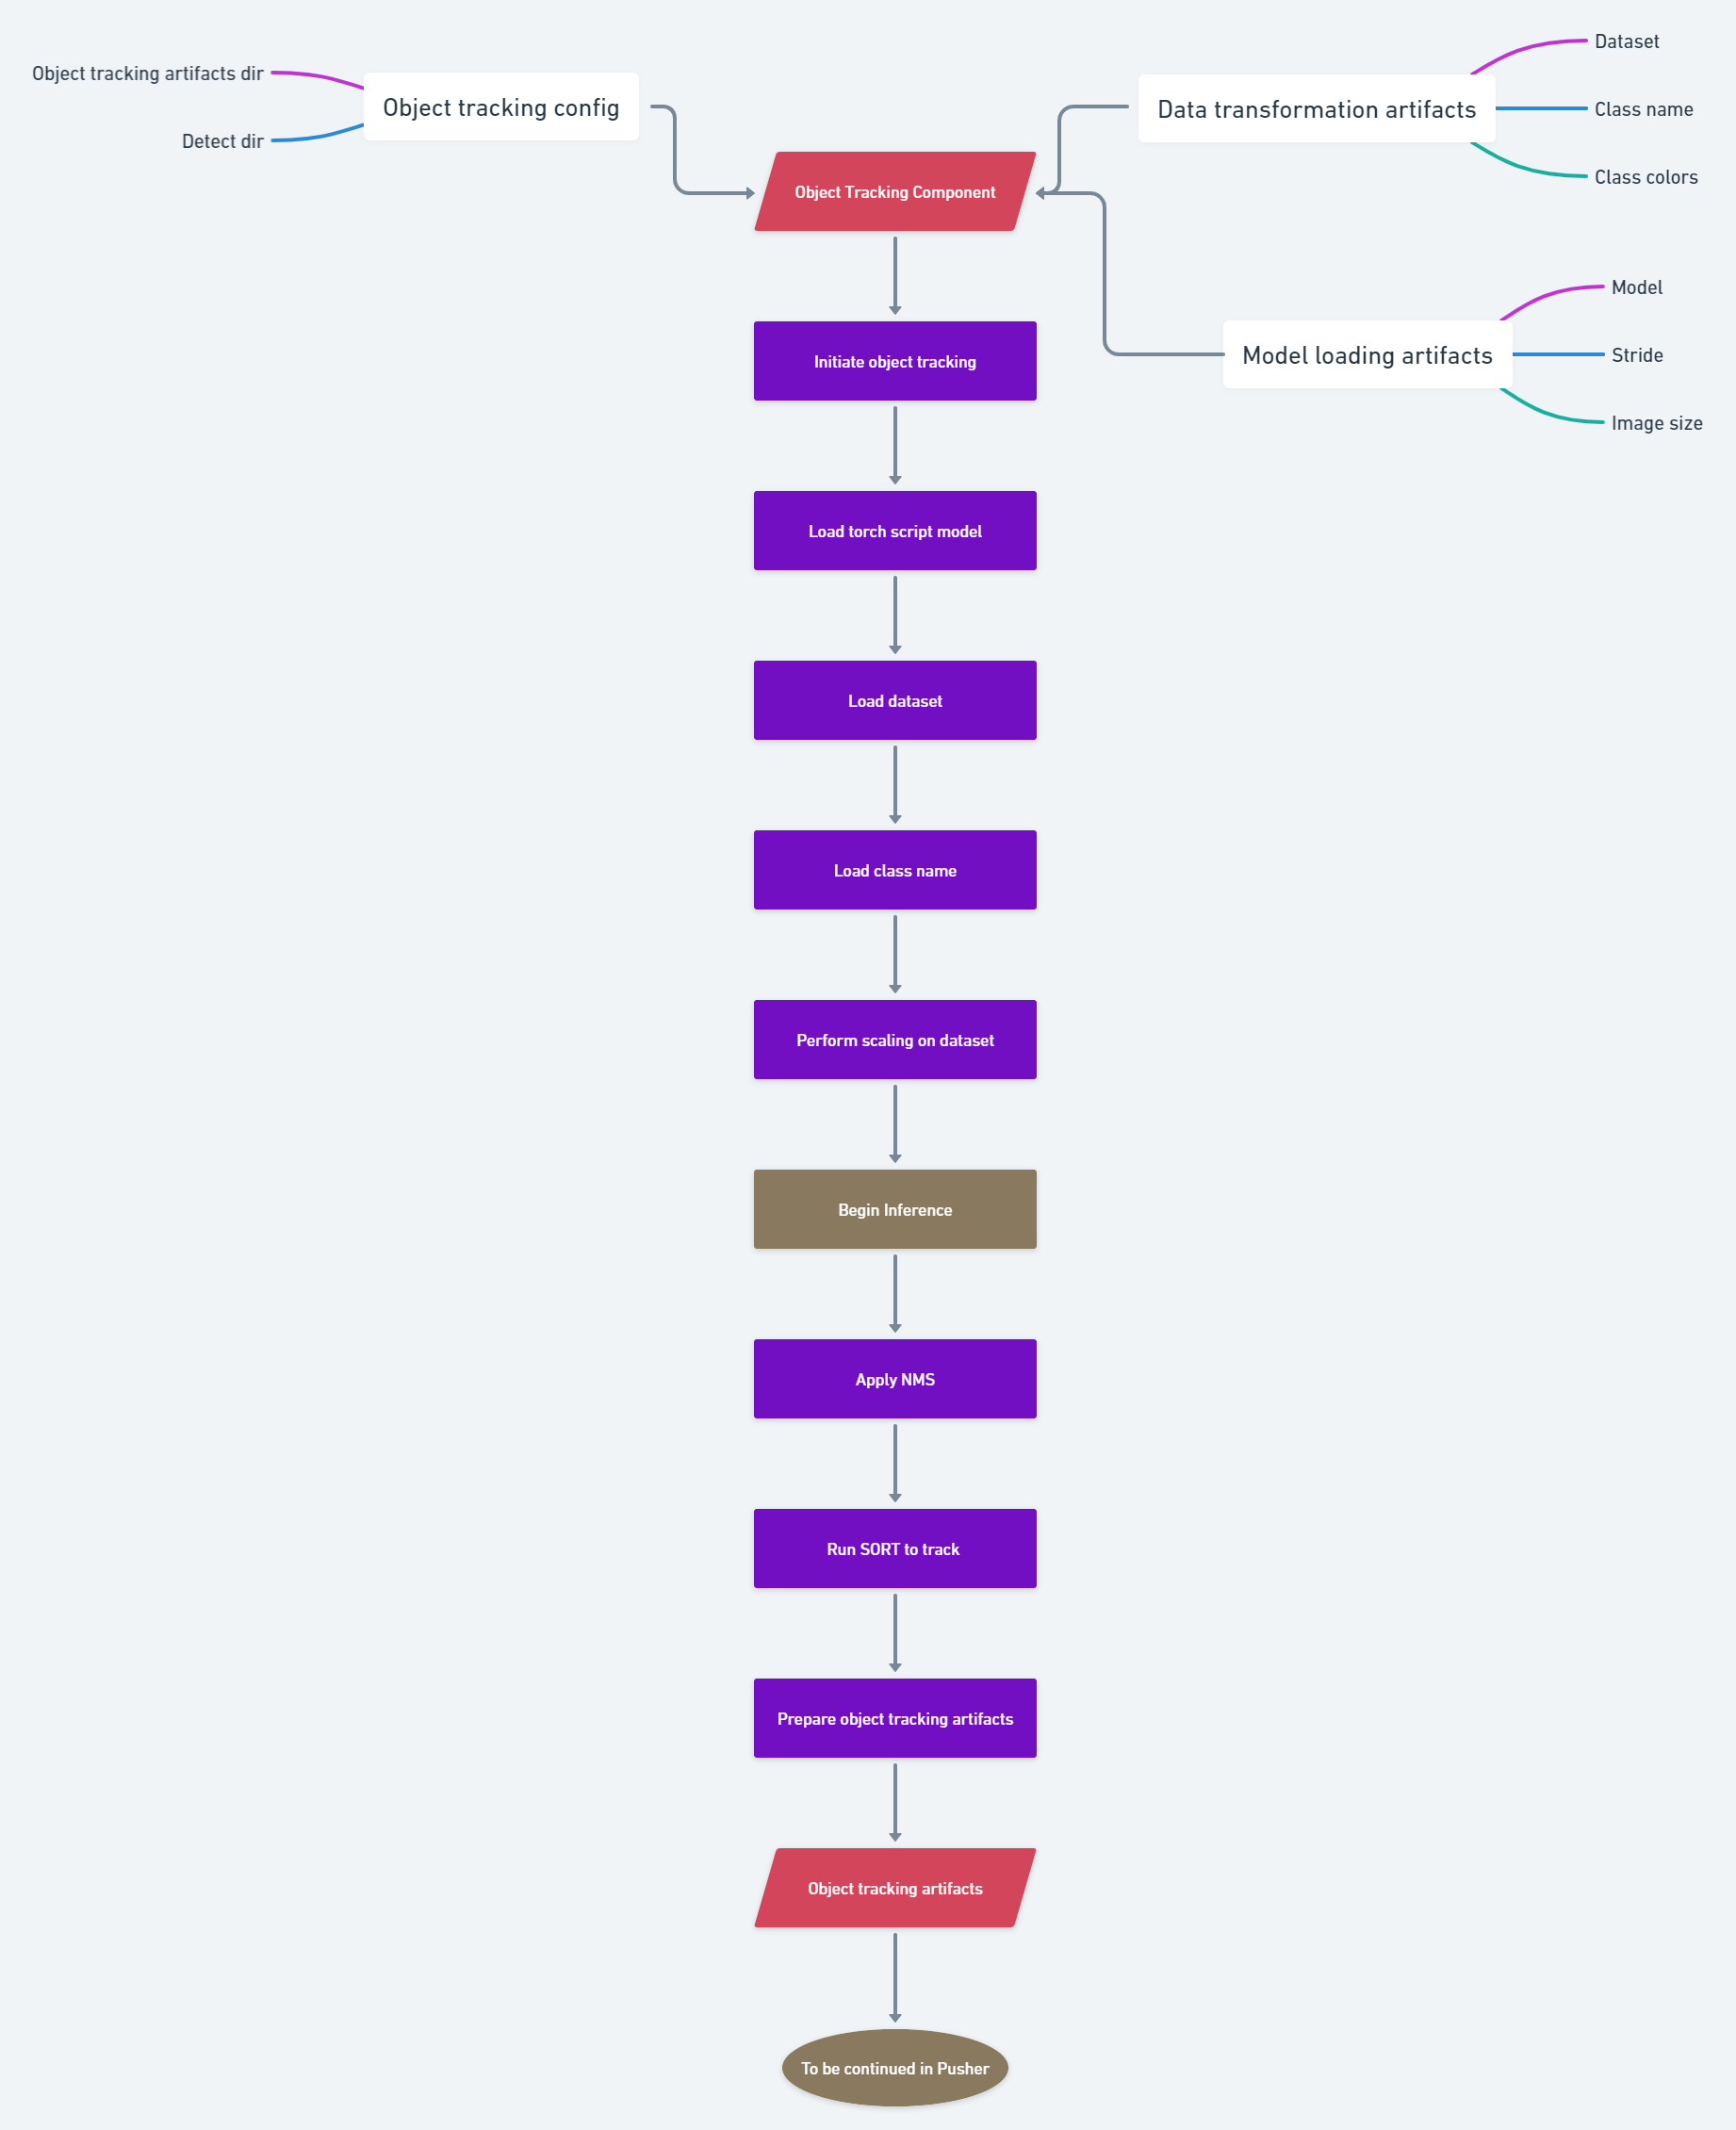 Object tracking artifacts dir
Detect dir
Object tracking config
Data transformation artifacts
Dataset
Class name
Class colors
Object Tracking Component
Model loading artifacts
Model
Stride
Image size
Initiate object tracking
Load torch script model
Load dataset
Load class name
Perform scaling on dataset
Begin Inference
Apply NMS
Run SORT to track
Prepare object tracking artifacts
Object tracking artifacts
To be continued in Pusher